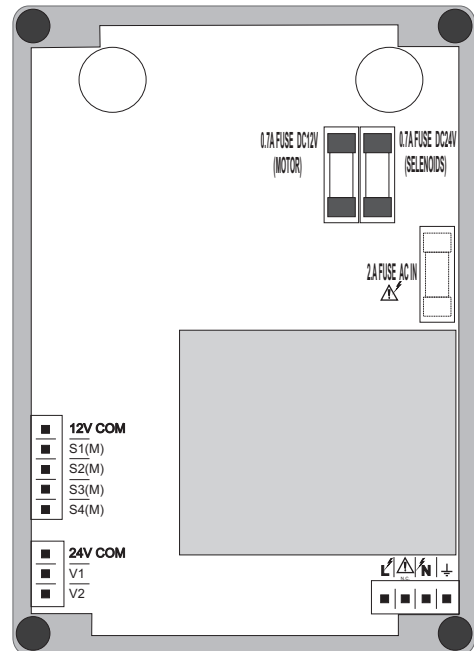 0.7A FUSE DC12V
(MOTOR)
0.7A FUSE DC24V
(SELENOIDS)
2.A FUSE AC IN
12V COM
S1(M)
S2(M)
S3(M)
S4(M)
24V COM
V1
V2
L N
N.C.